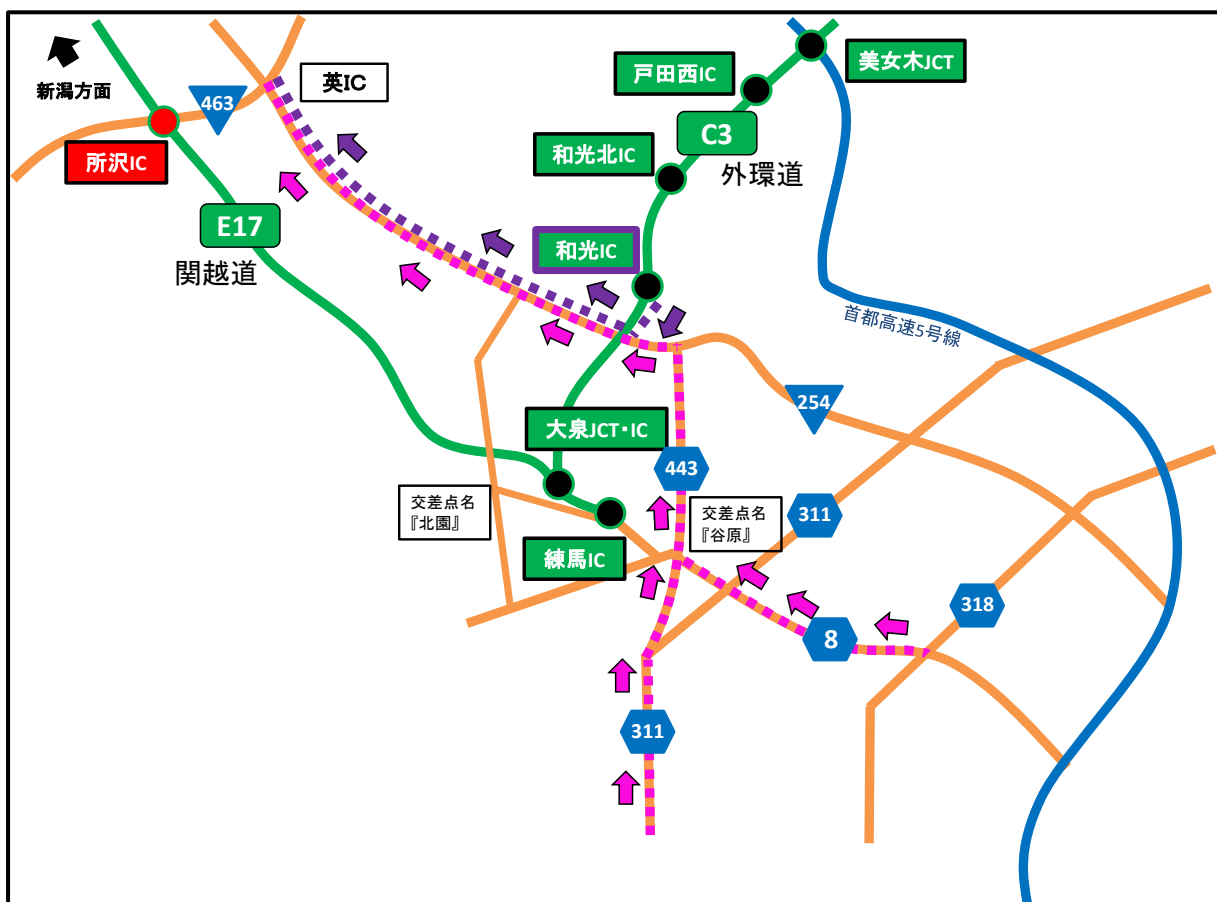 新潟方面
463
英IC
戸田西IC
美女木JCT
C3
所沢IC
和光北IC
外環道
E17
和光IC
関越道
首都高速5号線
254
大泉JCT・IC
443
交差点名
『北園』
交差点名
『谷原』
311
練馬IC
318
8
311